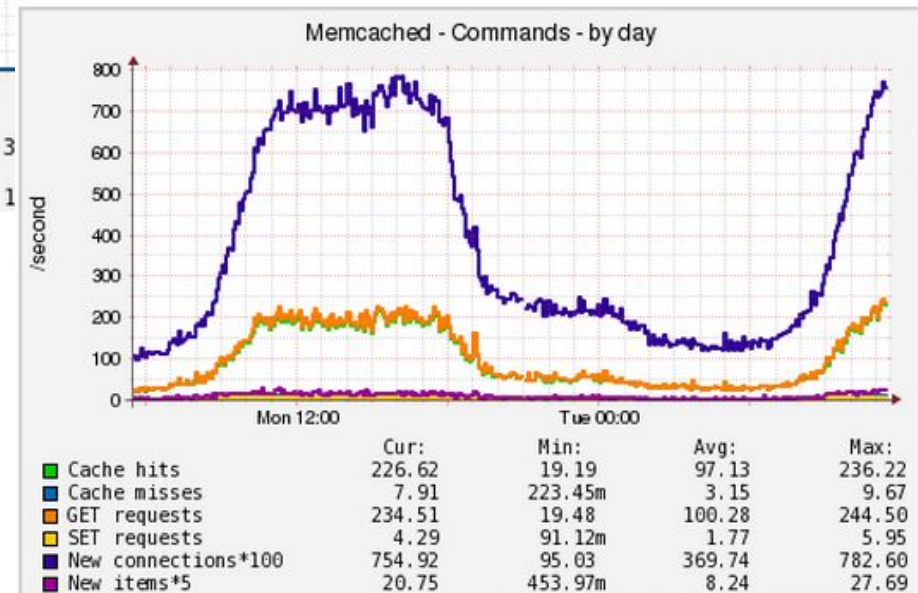 Memcached - Commands - by day
800
700
3
600
1
500
/second
400
300
200
100
0
Mon 12:00 Tue 00:00
Cur: Min: Avg: Max:
Cache hits 226.62 19.19 97.13 236.22
Cache misses 7.91 223.45m 3.15 9.67
GET requests 234.51 19.48 100.28 244.50
SET requests 4.29 91.12m 1.77 5.95
New connections*100 754.92 95.03 369.74 782.60
New items*5 20.75 453.97m 8.24 27.69